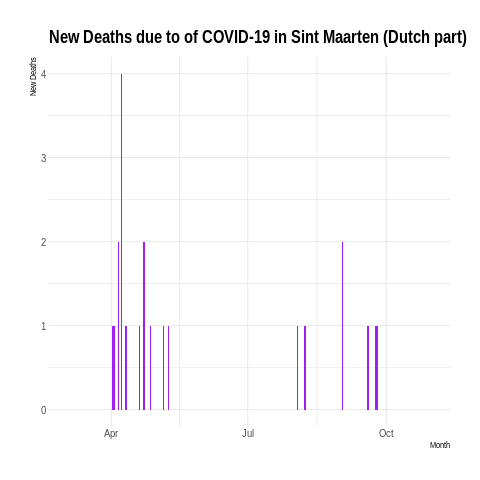 New Deaths due to of COVID-19 in Sint Maarten (Dutch part)
New Deaths
4
3
2
1
0
Apr
Jul
Oct
Month